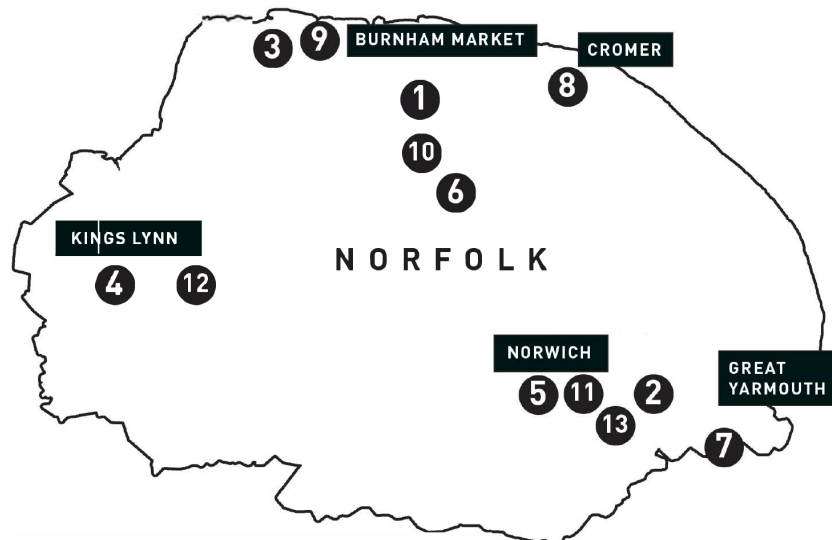 3
9
BURNHAM MARKET
CROMER
8
1
10
6
KINGS LYNN
4
12
NORFOLK
NORWICH
5
11
2
13
GREAT
YARMOUTH
7